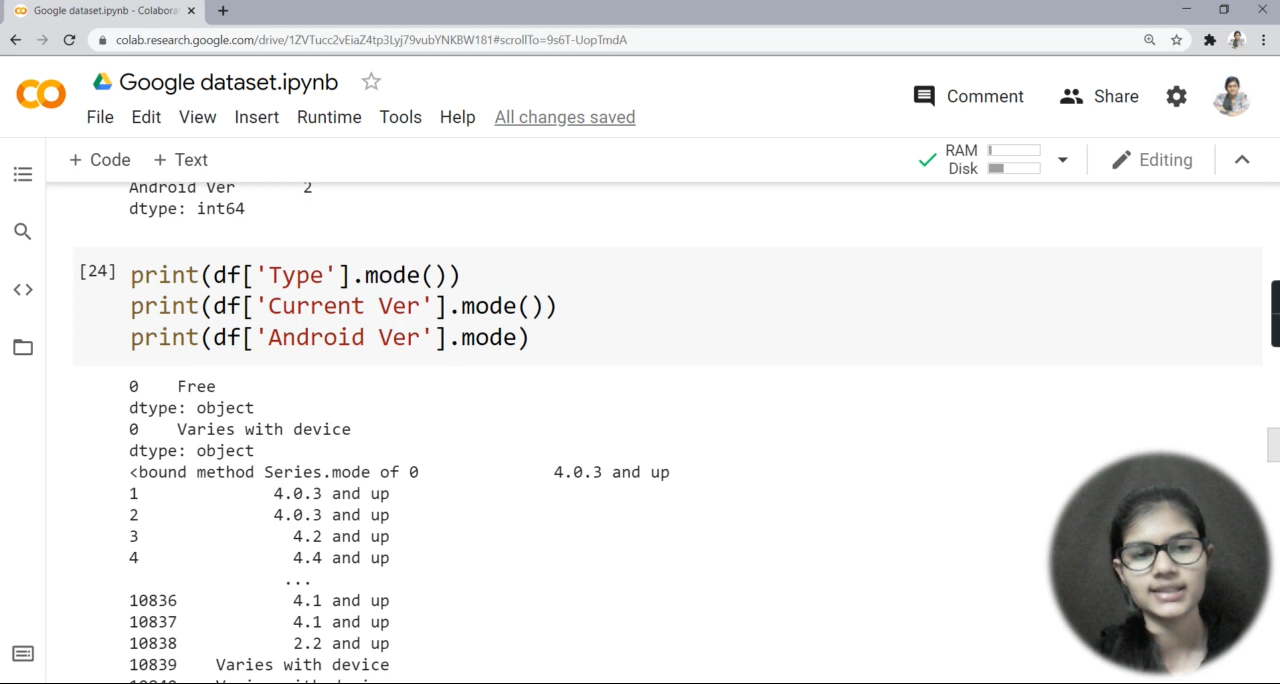 Google dataset.ipynb - Colabora
colab.research.google.com/drive/1ZVTucc2vEiaZ4tp3Lyj79vubYNKBW181#scrollTo=9s6T-UopTmdA
Google dataset.ipynb
Comment
Share
File Edit View Insert Runtime Tools Help All changes saved
+ Code + Text
RAM
Disk
Editing
Android Ver 2
dtype: int64
[24] print(df['Type'].mode())
print(df['Current Ver'].mode())
print(df['Android Ver'].mode)
0 Free
dtype: object
0 Varies with device
dtype: object
<bound method Series.mode of 0 4.0.3 and up
1 4.0.3 and up
2 4.0.3 and up
3 4.2 and up
4 4.4 and up
...
10836 4.1 and up
10837 4.1 and up
10838 2.2 and up
10839 Varies with device